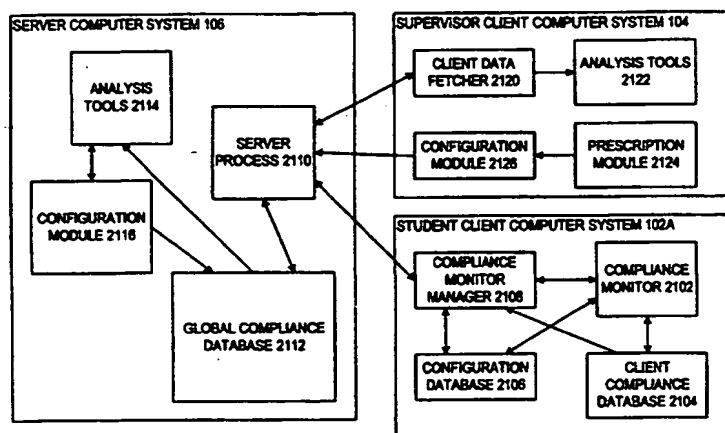 SERVER COMPUTER SYSTEM 106
ANALYSIS
TOOLS 2114
SERVER
PROCESS 2110
CONFIGURATION
MODULE 2116
GLOBAL COMPLIANCE
DATABASE 2112
SUPERVISOR CLIENT COMPUTER SYSTEM 104
CLIENT DATA
FETCHER 2120
ANALYSIS TOOLS
2122
CONFIGURATION
MODULE 2126
PRESCRIPTION
MODULE 2124
STUDENT CLIENT COMPUTER SYSTEM 102A
COMPLIANCE
MONITOR
MANAGER 2108
COMPLIANCE
MONITOR 2102
CONFIGURATION
DATABASE 2106
CLIENT
COMPLIANCE
DATABASE 2104